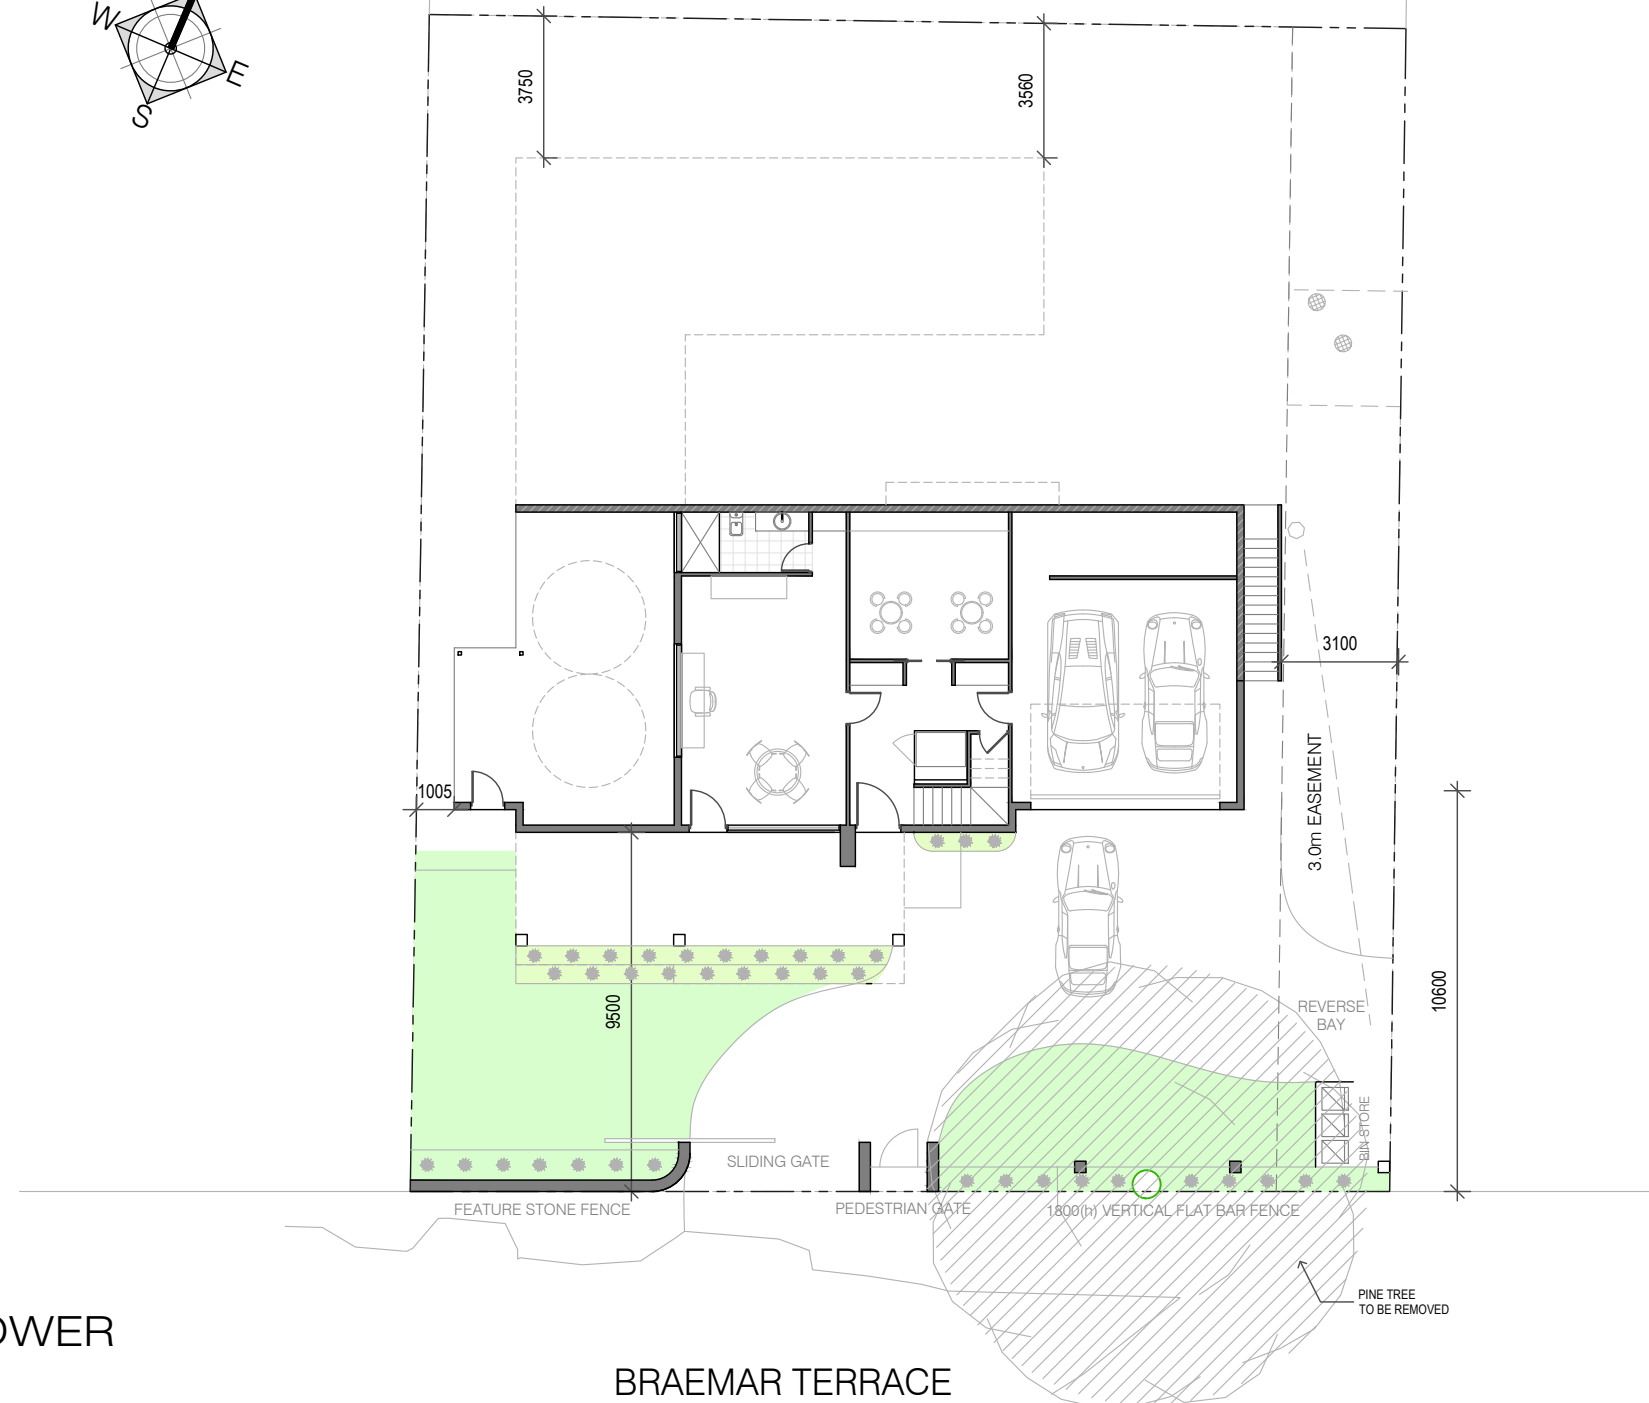 W
E
S
3750
3560
3100
1005
3.0m EASEMENT
9500
10600
REVERSE
BAY
BIN STORE
SLIDING GATE
FEATURE STONE FENCE
PEDESTRIAN GATE
1800(h) VERTICAL FLAT BAR FENCE
PINE TREE
TO BE REMOVED
OWER
BRAEMAR TERRACE